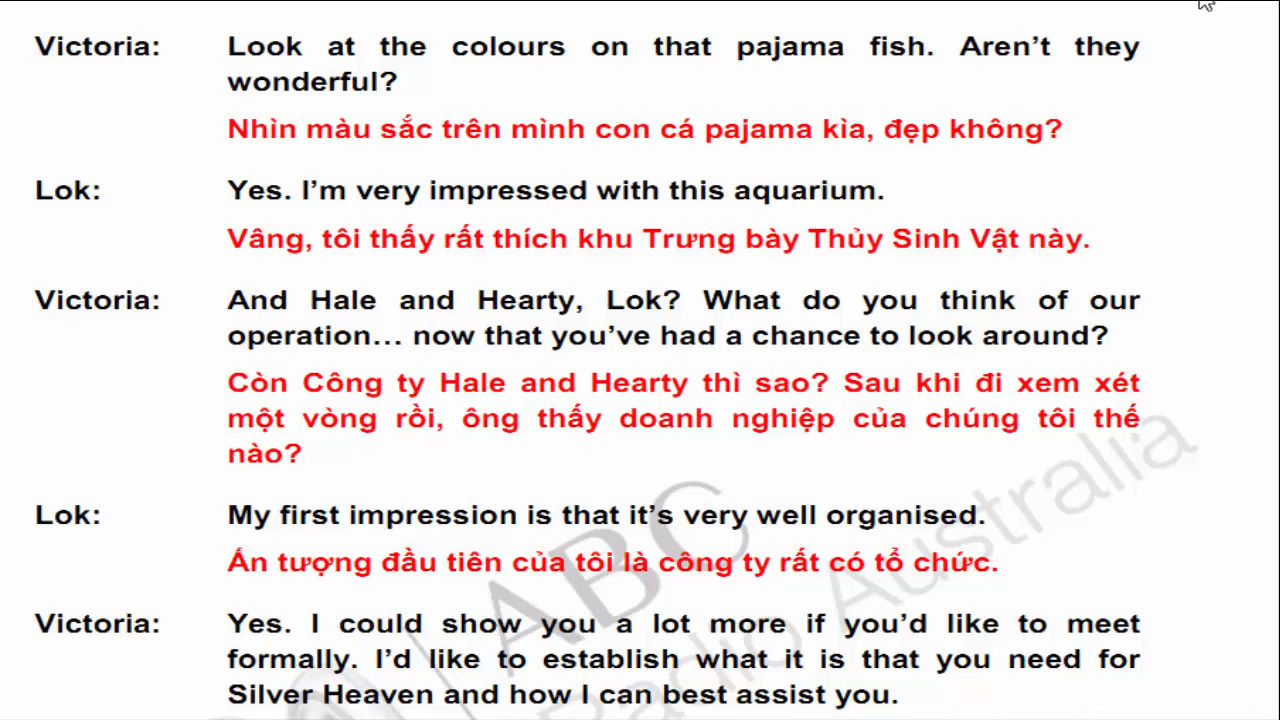 Victoria: Look at the colours on that pajama fish. Aren't they
wonderful?
Nhìn màu sắc trên mình con cá pajama kìa, đẹp không?
Lok: Yes. I'm very impressed with this aquarium.
Vâng, tôi thấy rất thích khu Trưng bày Thủy Sinh Vật này.
Victoria: And Hale and Hearty, Lok? What do you think of our
operation... now that you've had a chance to look around?
Còn Công ty Hale and Hearty thì sao? Sau khi đi xem xét
một vòng rồi, ông thấy doanh nghiệp của chúng tôi thế
nào?
Lok: My first impression is that it's very well organised.
Ấn tượng đầu tiên của tôi là công ty rất có tổ chức.
Victoria: Yes. I could show you a lot more if you'd like to meet
formally. I'd like to establish what it is that you need for
Silver Heaven and how I can best assist you.
ABC
Radio Australia